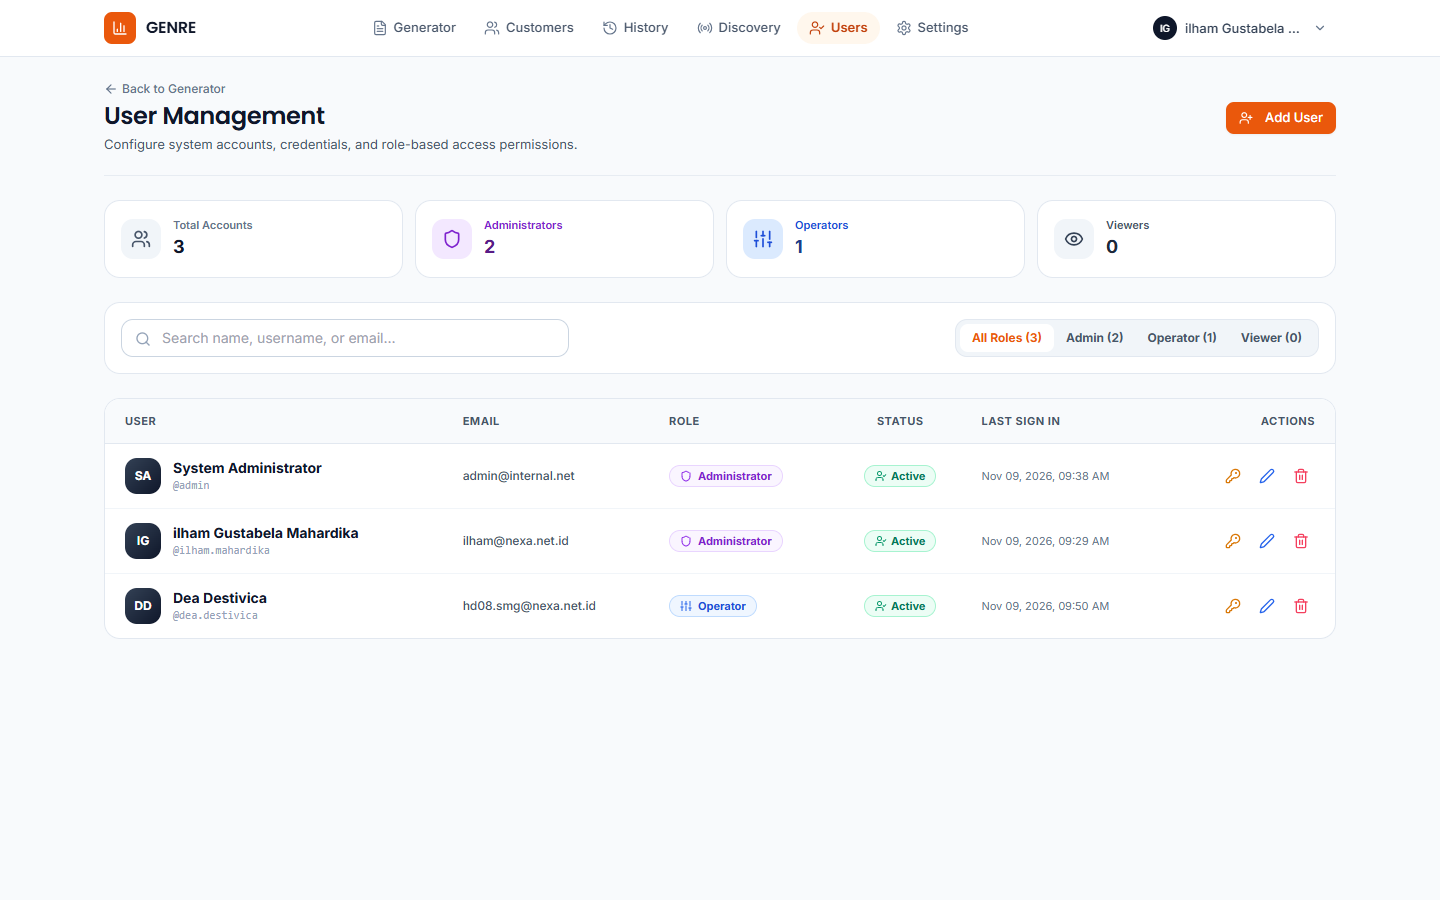 GENRE
Generator
Customers
History
Discovery
Users
Settings
IG
ilham Gustabela ...
Back to Generator
User Management
Configure system accounts, credentials, and role-based access permissions.
Add User
Total Accounts
3
Administrators
2
Operators
1
Viewers
0
Search name, username, or email...
All Roles (3)
Admin (2)
Operator (1)
Viewer (0)
USER EMAIL ROLE STATUS LAST SIGN IN ACTIONS
SA System Administrator admin@internal.net Administrator Active Nov 09, 2026, 09:38 AM
@admin
IG ilham Gustabela Mahardika ilham@nexa.net.id Administrator Active Nov 09, 2026, 09:29 AM
@ilham.mahardika
DD Dea Destivica hd08.smg@nexa.net.id Operator Active Nov 09, 2026, 09:50 AM
@dea.destivica